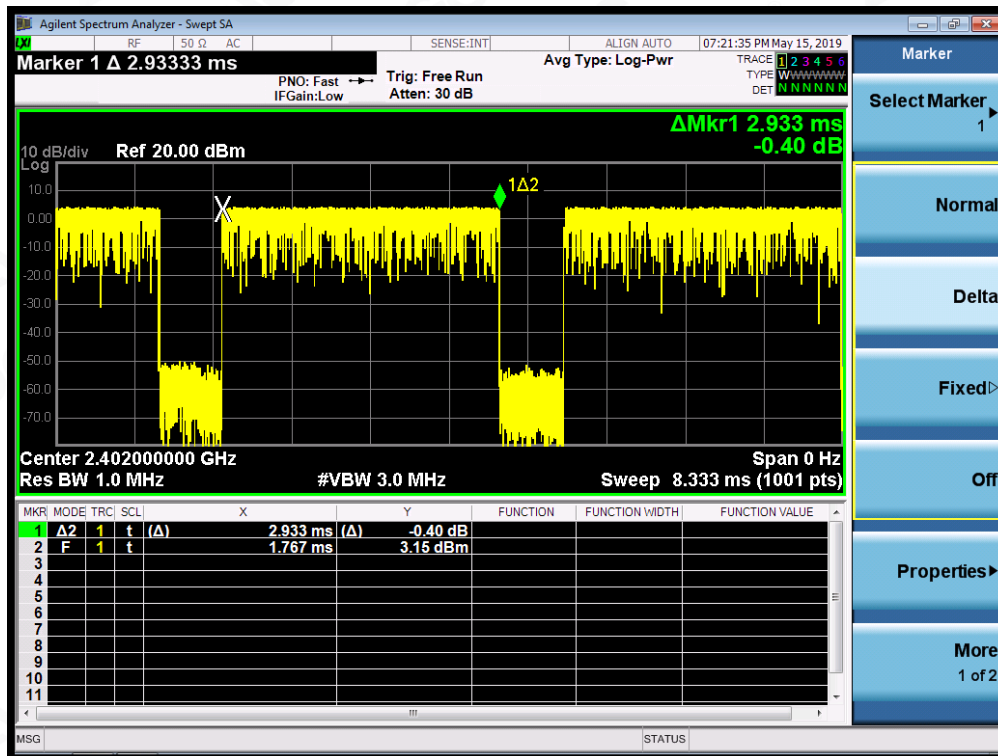 Agilent Spectrum Analyzer - Swept SA
LXI RF 50 Ω AC SENSE:INT ALIGN AUTO 07:21:35 PM May 15, 2019
Marker 1 Δ 2.93333 ms
PNO: Fast
IFGain:Low
Trig: Free Run
Atten: 30 dB
Avg Type: Log-Pwr
TRACE 1 2 3 4 5 6
TYPE WWWWWWW
DET N N N N N N
ΔMkr1 2.933 ms
-0.40 dB
10 dB/div Ref 20.00 dBm
Log
10.0
0.00
-10.0
-20.0
-30.0
-40.0
-50.0
-60.0
-70.0
X
1Δ2
Center 2.402000000 GHz Span 0 Hz
Res BW 1.0 MHz #VBW 3.0 MHz Sweep 8.333 ms (1001 pts)
MKR MODE TRC SCL X Y FUNCTION FUNCTION WIDTH FUNCTION VALUE
1 Δ2 1 t (Δ) 2.933 ms (Δ) -0.40 dB
2 F 1 t 1.767 ms 3.15 dBm
3
4
5
6
7
8
9
10
11
MSG STATUS
Marker
Select Marker
1
Normal
Delta
Fixed
Off
Properties
More
1 of 2